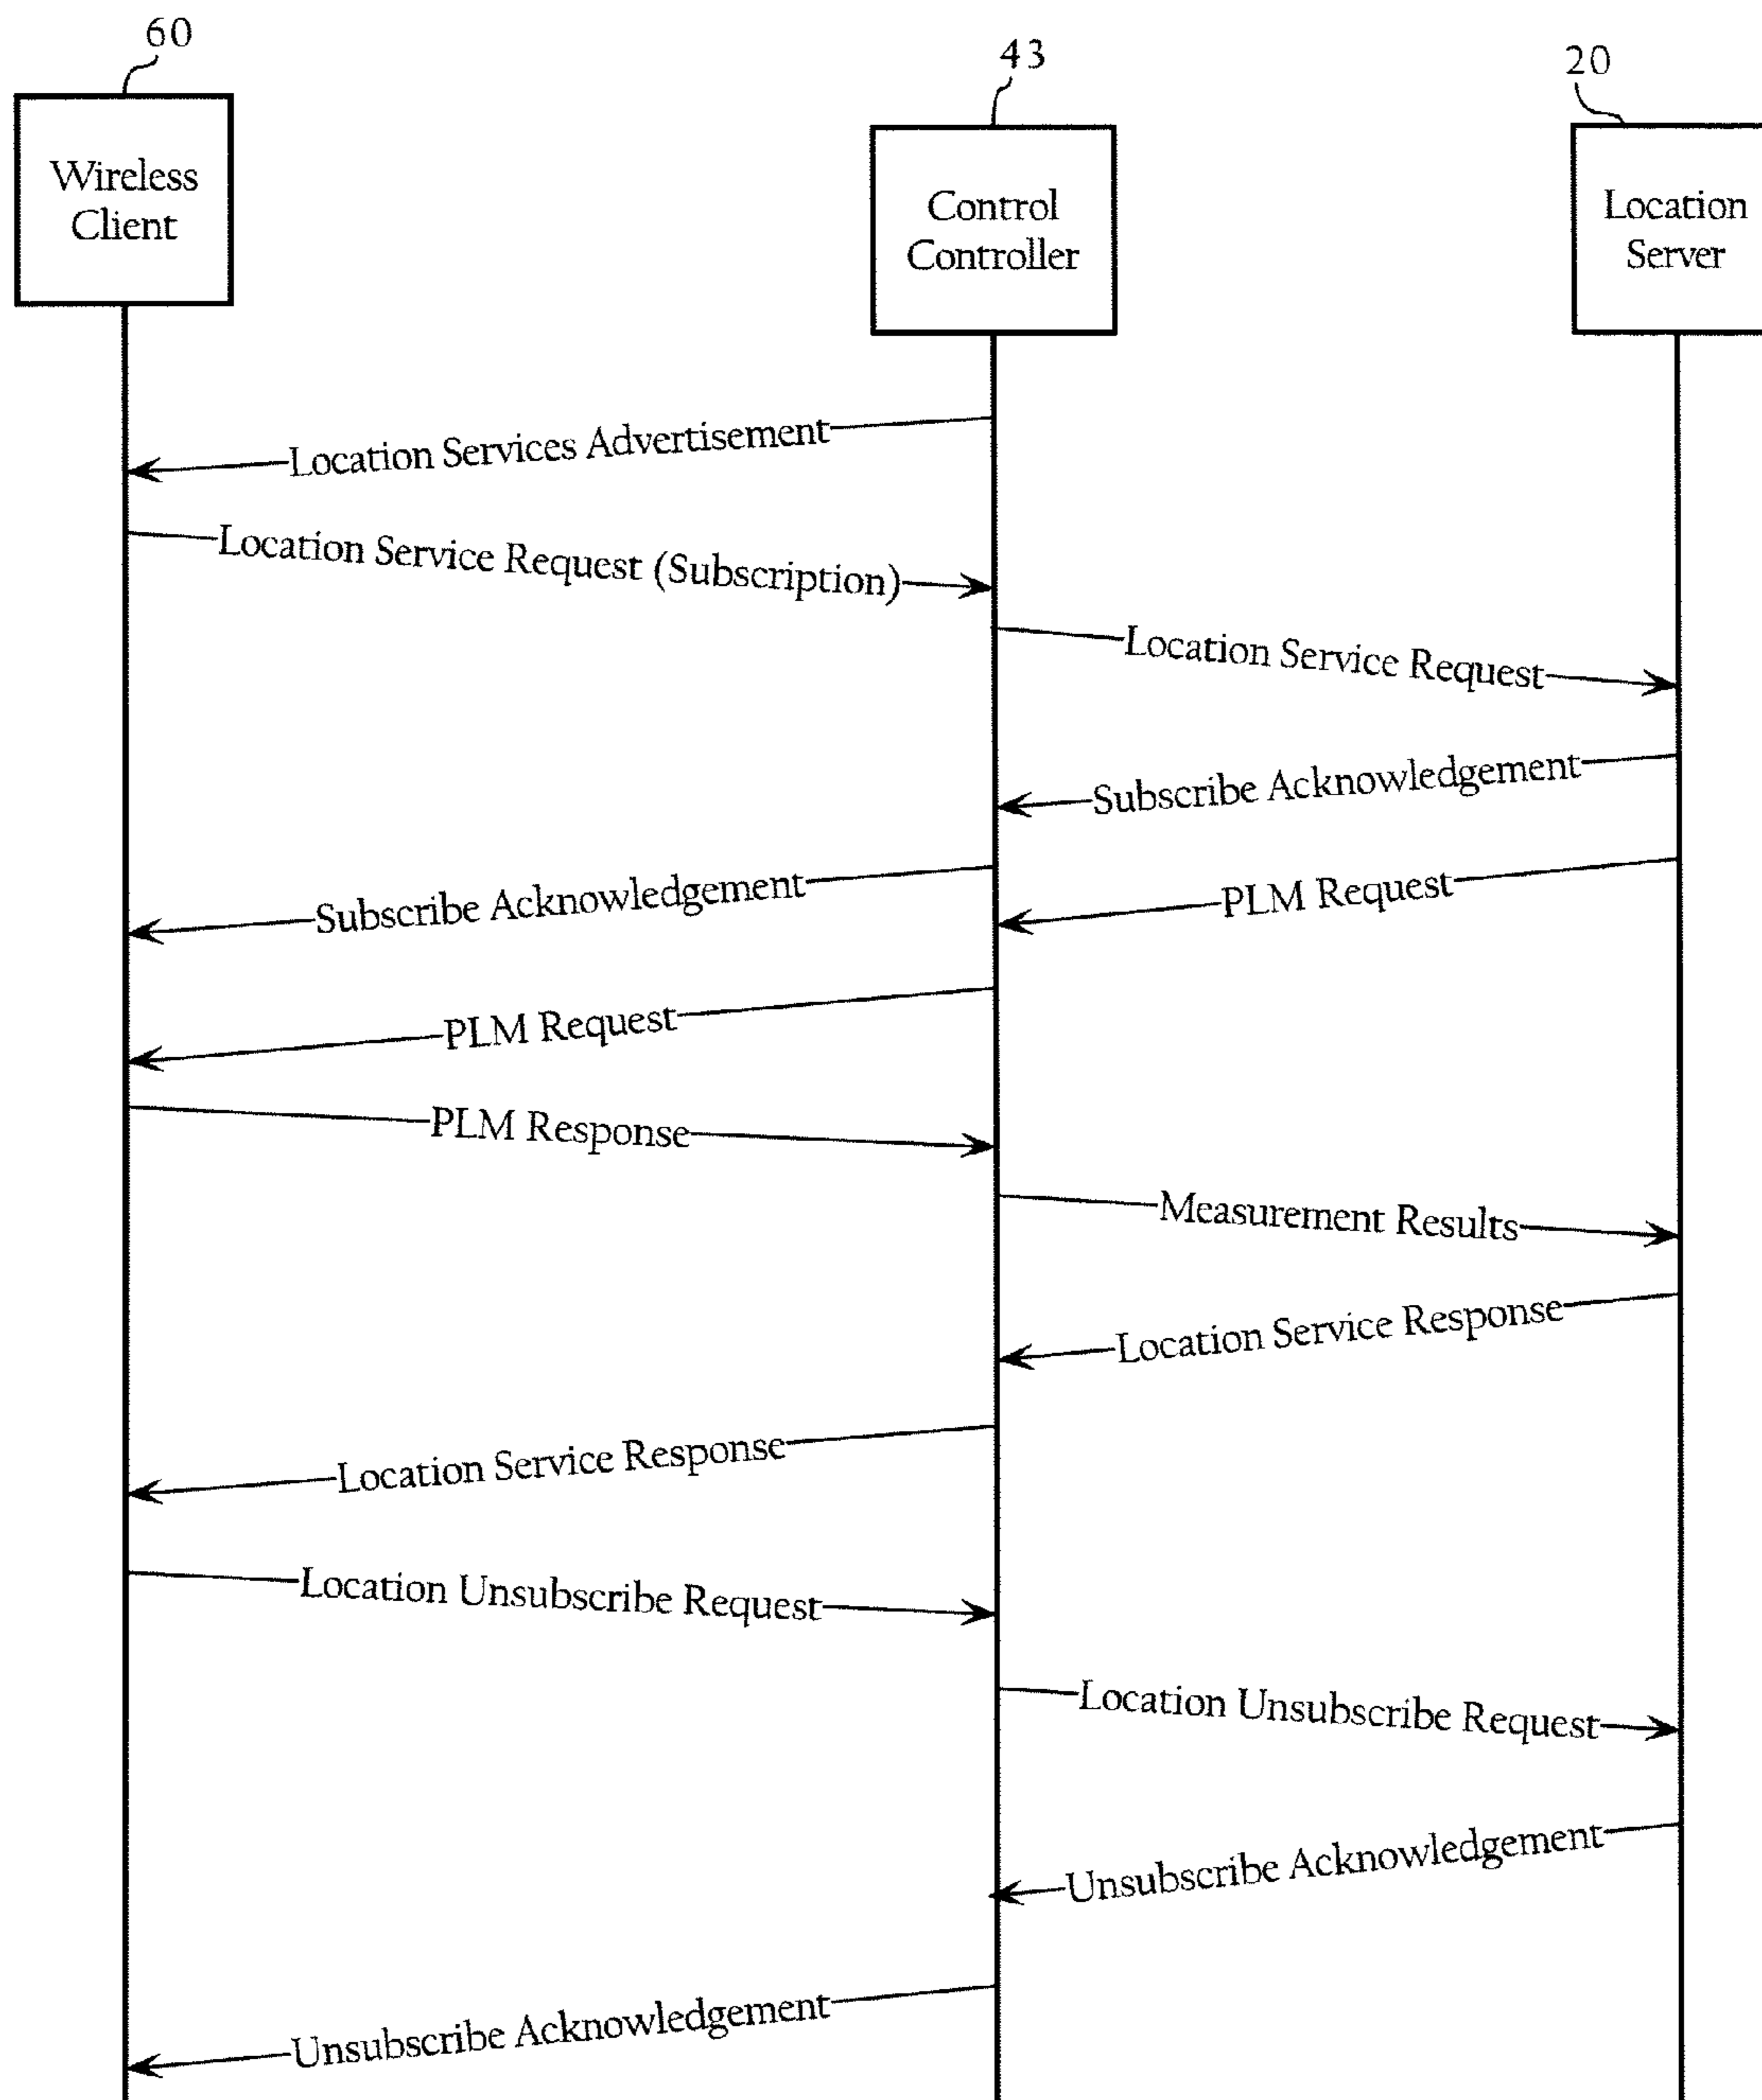 60
43
20
Wireless
Client
Control
Controller
Location
Server
Location Services Advertisement
Location Service Request (Subscription)
Location Service Request
Subscribe Acknowledgement
Subscribe Acknowledgement
PLM Request
PLM Request
PLM Response
Measurement Results
Location Service Response
Location Service Response
Location Unsubscribe Request
Location Unsubscribe Request
Unsubscribe Acknowledgement
Unsubscribe Acknowledgement